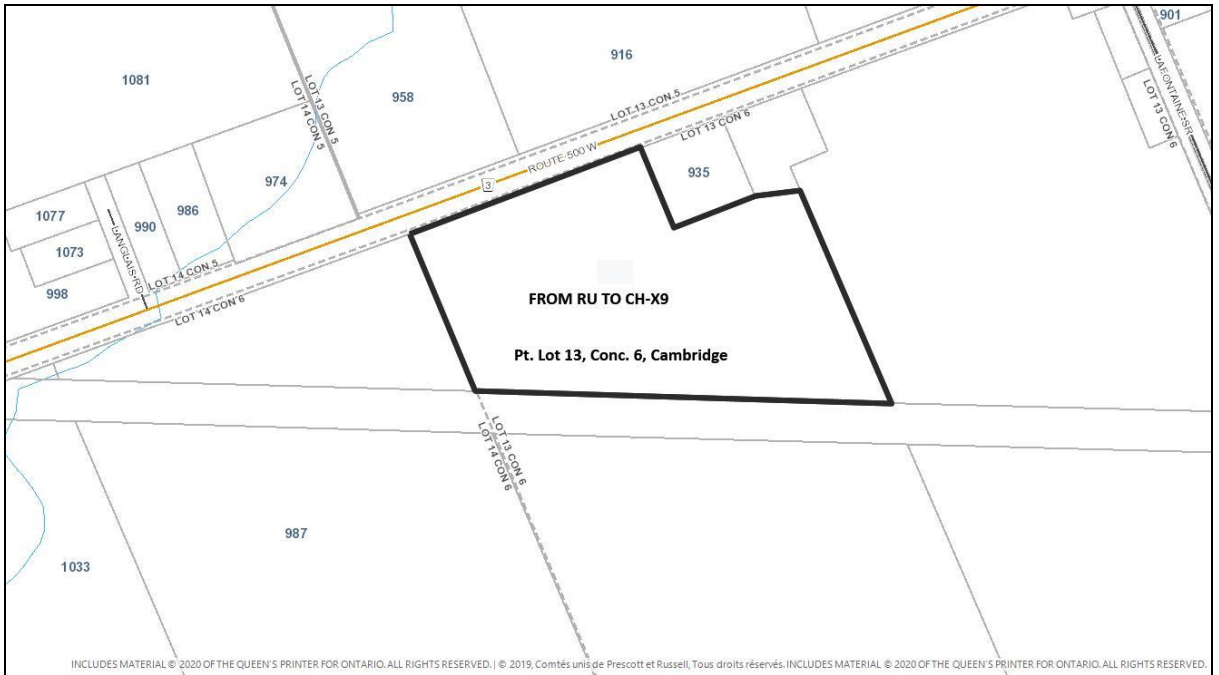 901
1081
916
958
LOT 13 CON 5
LOT 14 CON 5
LOT 13 CON 5
LOT 13 CON 6
LAFONTAINE SR
LOT 13 CON 6
ROUTE 500 W
3
935
974
986
990
1077
1073
998
LANGLAIS RD
LOT 14 CON 5
LOT 14 CON 6
FROM RU TO CH-X9
Pt. Lot 13, Conc. 6, Cambridge
LOT 13 CON 6
LOT 14 CON 6
987
1033
INCLUDES MATERIAL © 2020 OF THE QUEEN'S PRINTER FOR ONTARIO. ALL RIGHTS RESERVED. | © 2019, Comtés unis de Prescott et Russell, Tous droits réservés. INCLUDES MATERIAL © 2020 OF THE QUEEN'S PRINTER FOR ONTARIO. ALL RIGHTS RESERVED.